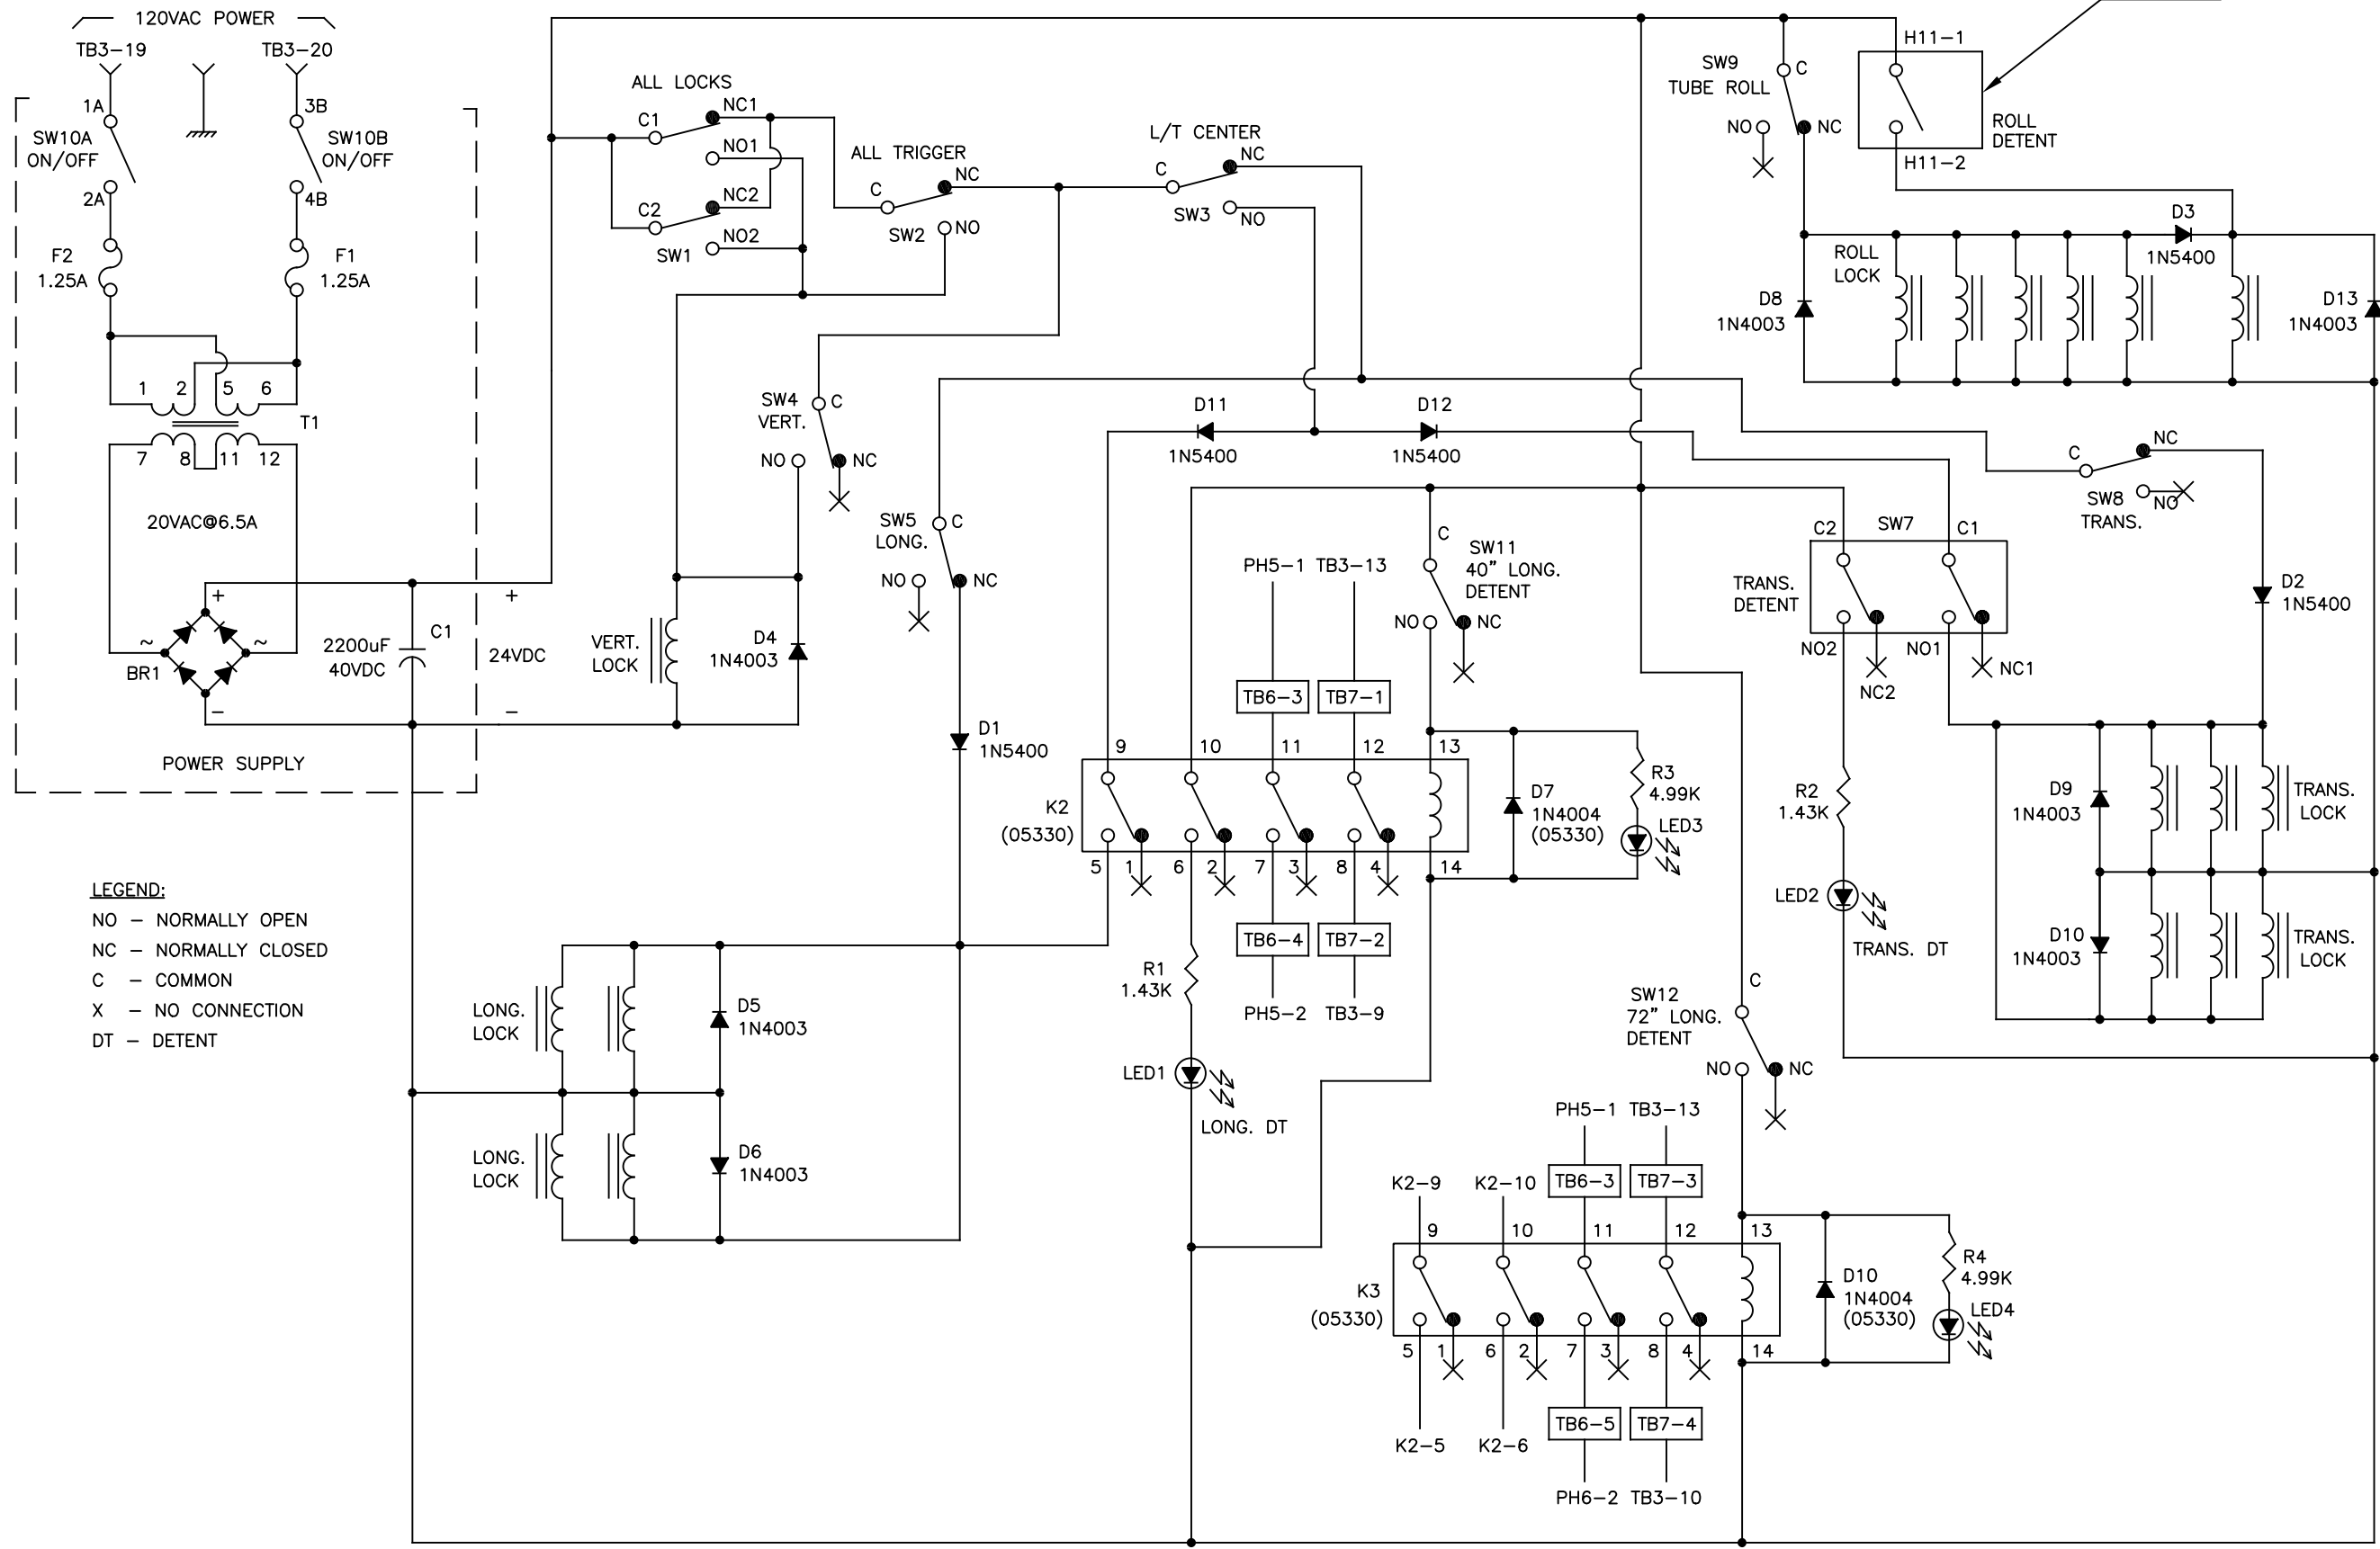 120VAC POWER
TB3-19
TB3-20
1A
3B
SW10A
ON/OFF
SW10B
ON/OFF
2A
4B
F2
1.25A
F1
1.25A
1 2 5 6
T1
7 8 11 12
20VAC@6.5A
+
~
~
BR1
−
2200uF
40VDC
C1
+
24VDC
−
POWER SUPPLY
LEGEND:
NO − NORMALLY OPEN
NC − NORMALLY CLOSED
C − COMMON
X − NO CONNECTION
DT − DETENT
ALL LOCKS
C1
NC1
NO1
C2
NC2
NO2
SW1
ALL TRIGGER
C
NC
SW2
NO
L/T CENTER
C
NC
SW3
NO
SW4
VERT.
C
NO
NC
VERT.
LOCK
D4
1N4003
SW5
LONG.
C
NO
NC
D1
1N5400
D11
1N5400
D12
1N5400
SW9
TUBE ROLL
C
NO
NC
H11-1
ROLL
DETENT
H11-2
D3
1N5400
ROLL
LOCK
D8
1N4003
D13
1N4003
C
NC
SW8
TRANS.
NO
C2
SW7
C1
TRANS.
DETENT
NO2
NO1
NC2
NC1
D2
1N5400
PH5-1
TB3-13
C
SW11
40” LONG.
DETENT
NO
NC
TB6-3
TB7-1
9 10 11 12 13
K2
(05330)
5 1 6 2 7 3 8 4 14
D7
1N4004
(05330)
R3
4.99K
LED3
TB6-4
TB7-2
PH5-2
TB3-9
R1
1.43K
LED1
LONG. DT
R2
1.43K
LED2
TRANS. DT
D9
1N4003
TRANS.
LOCK
D10
1N4003
TRANS.
LOCK
LONG.
LOCK
D5
1N4003
LONG.
LOCK
D6
1N4003
C
SW12
72” LONG.
DETENT
NO
NC
PH5-1
TB3-13
K2-9
K2-10
TB6-3
TB7-3
9 10 11 12 13
K3
(05330)
5 1 6 2 7 3 8 4 14
D10
1N4004
(05330)
R4
4.99K
LED4
K2-5
K2-6
TB6-5
TB7-4
PH6-2
TB3-10